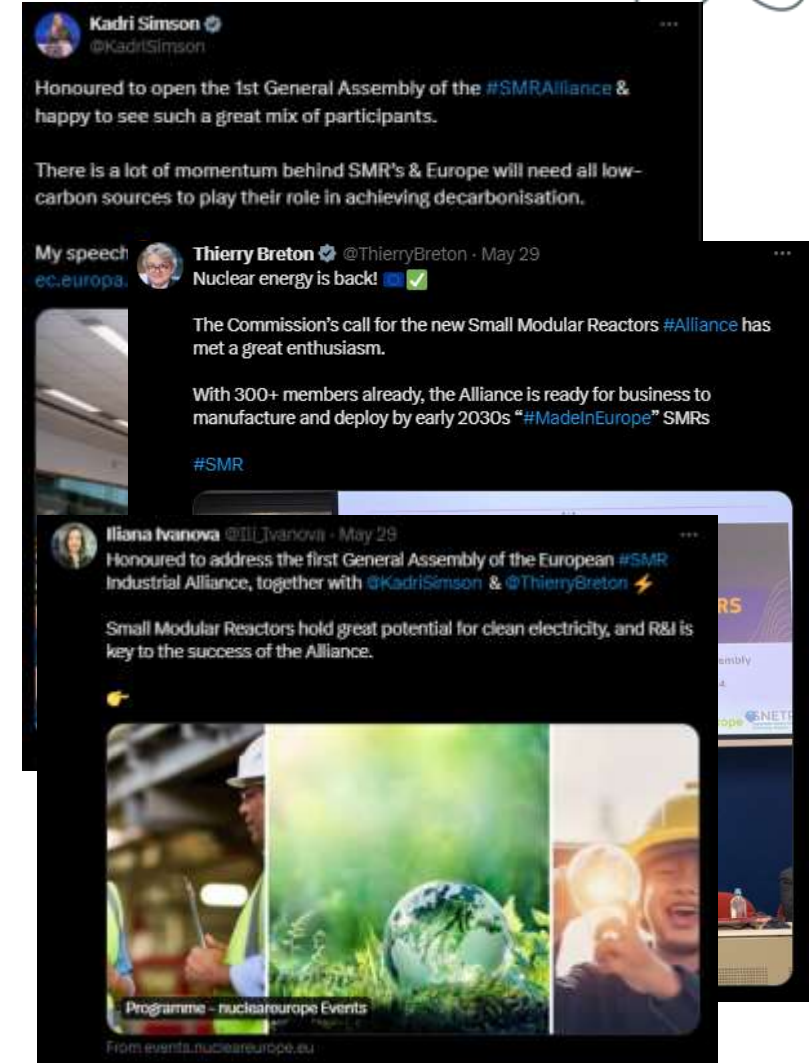 Kadri Simson
@KadriSimson
Honoured to open the 1st General Assembly of the #SMRAlliance &
happy to see such a great mix of participants.
There is a lot of momentum behind SMR's & Europe will need all low-
carbon sources to play their role in achieving decarbonisation.
My speech
ec.europa.
Thierry Breton @ThierryBreton · May 29
Nuclear energy is back!
The Commission's call for the new Small Modular Reactors #Alliance has
met a great enthusiasm.
With 300+ members already, the Alliance is ready for business to
manufacture and deploy by early 2030s “#MadeInEurope” SMRs
#SMR
RS
embly
ope SNETP
Iliana Ivanova @Ili_Ivanova · May 29
Honoured to address the first General Assembly of the European #SMR
Industrial Alliance, together with @KadriSimson & @ThierryBreton
Small Modular Reactors hold great potential for clean electricity, and R&I is
key to the success of the Alliance.
Programme – nucleareurope Events
From events.nucleareurope.eu